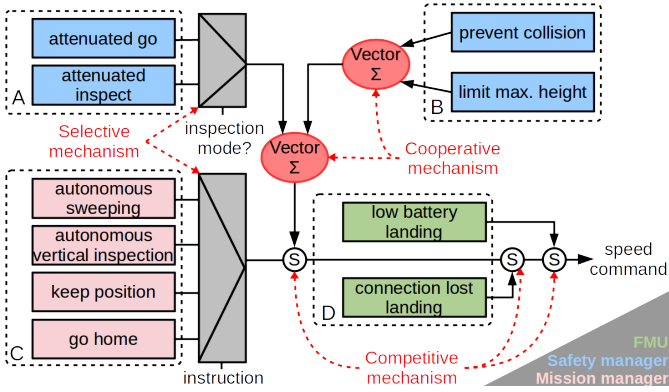 attenuated go
attenuated
inspect
A
inspection
mode?
Vector
Σ
prevent collision
limit max. height
B
Selective
mechanism
Vector
Σ
Cooperative
mechanism
autonomous
sweeping
autonomous
vertical inspection
keep position
go home
C
instruction
low battery
landing
connection lost
landing
D
S
S
S
speed
command
Competitive
mechanism
FMU
Safety manager
Mission manager